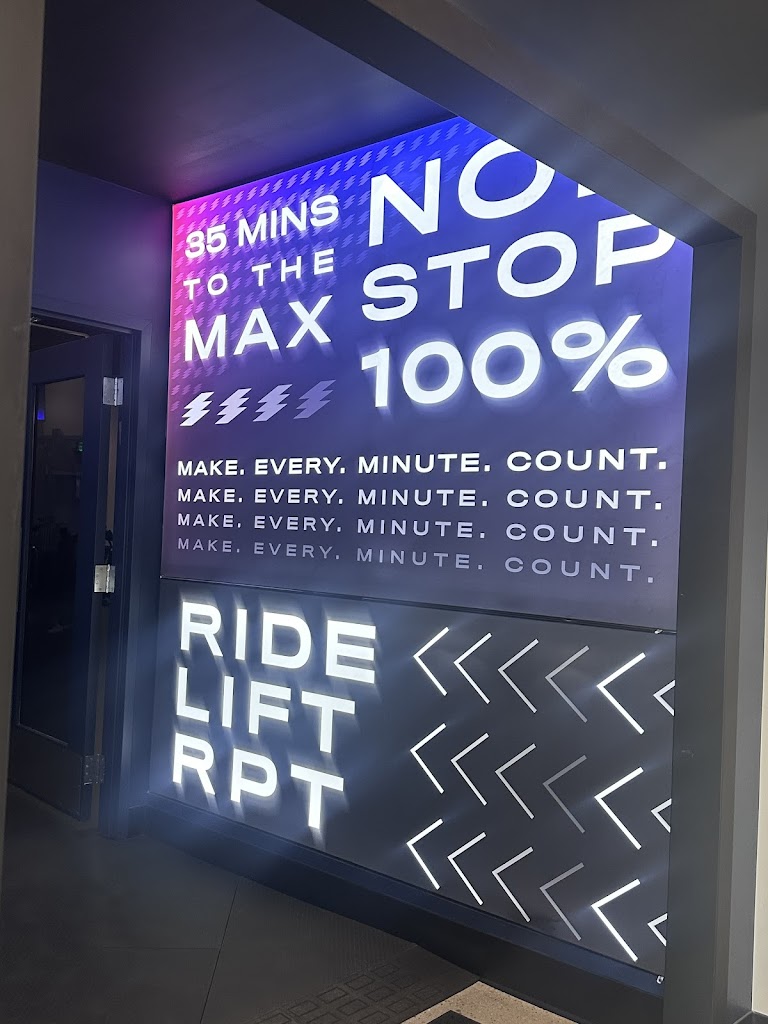 35 MINS
TO THE
MAX
STOP
100%
MAKE. EVERY. MINUTE. COUNT.
MAKE. EVERY. MINUTE. COUNT.
MAKE. EVERY. MINUTE. COUNT.
MAKE. EVERY. MINUTE. COUNT.
RIDE
LIFT
RPT